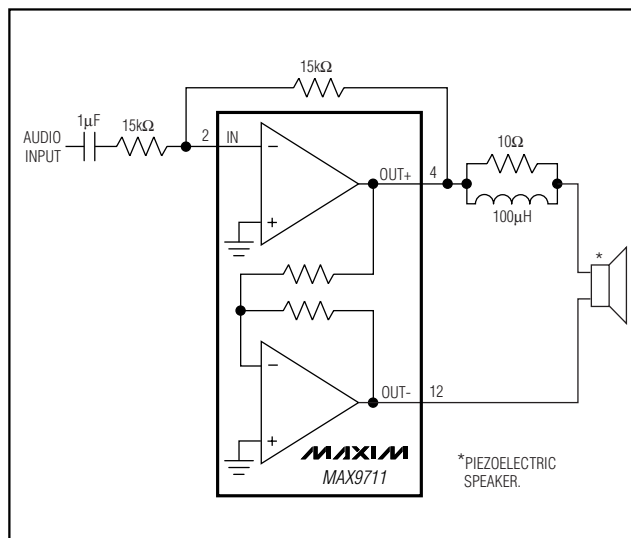 15kΩ
1µF
15kΩ
AUDIO
INPUT
2
IN
−
+
OUT+
4
10Ω
100µH
*
−
+
OUT-
12
MAXIM
MAX9711
*PIEZOELECTRIC
SPEAKER.